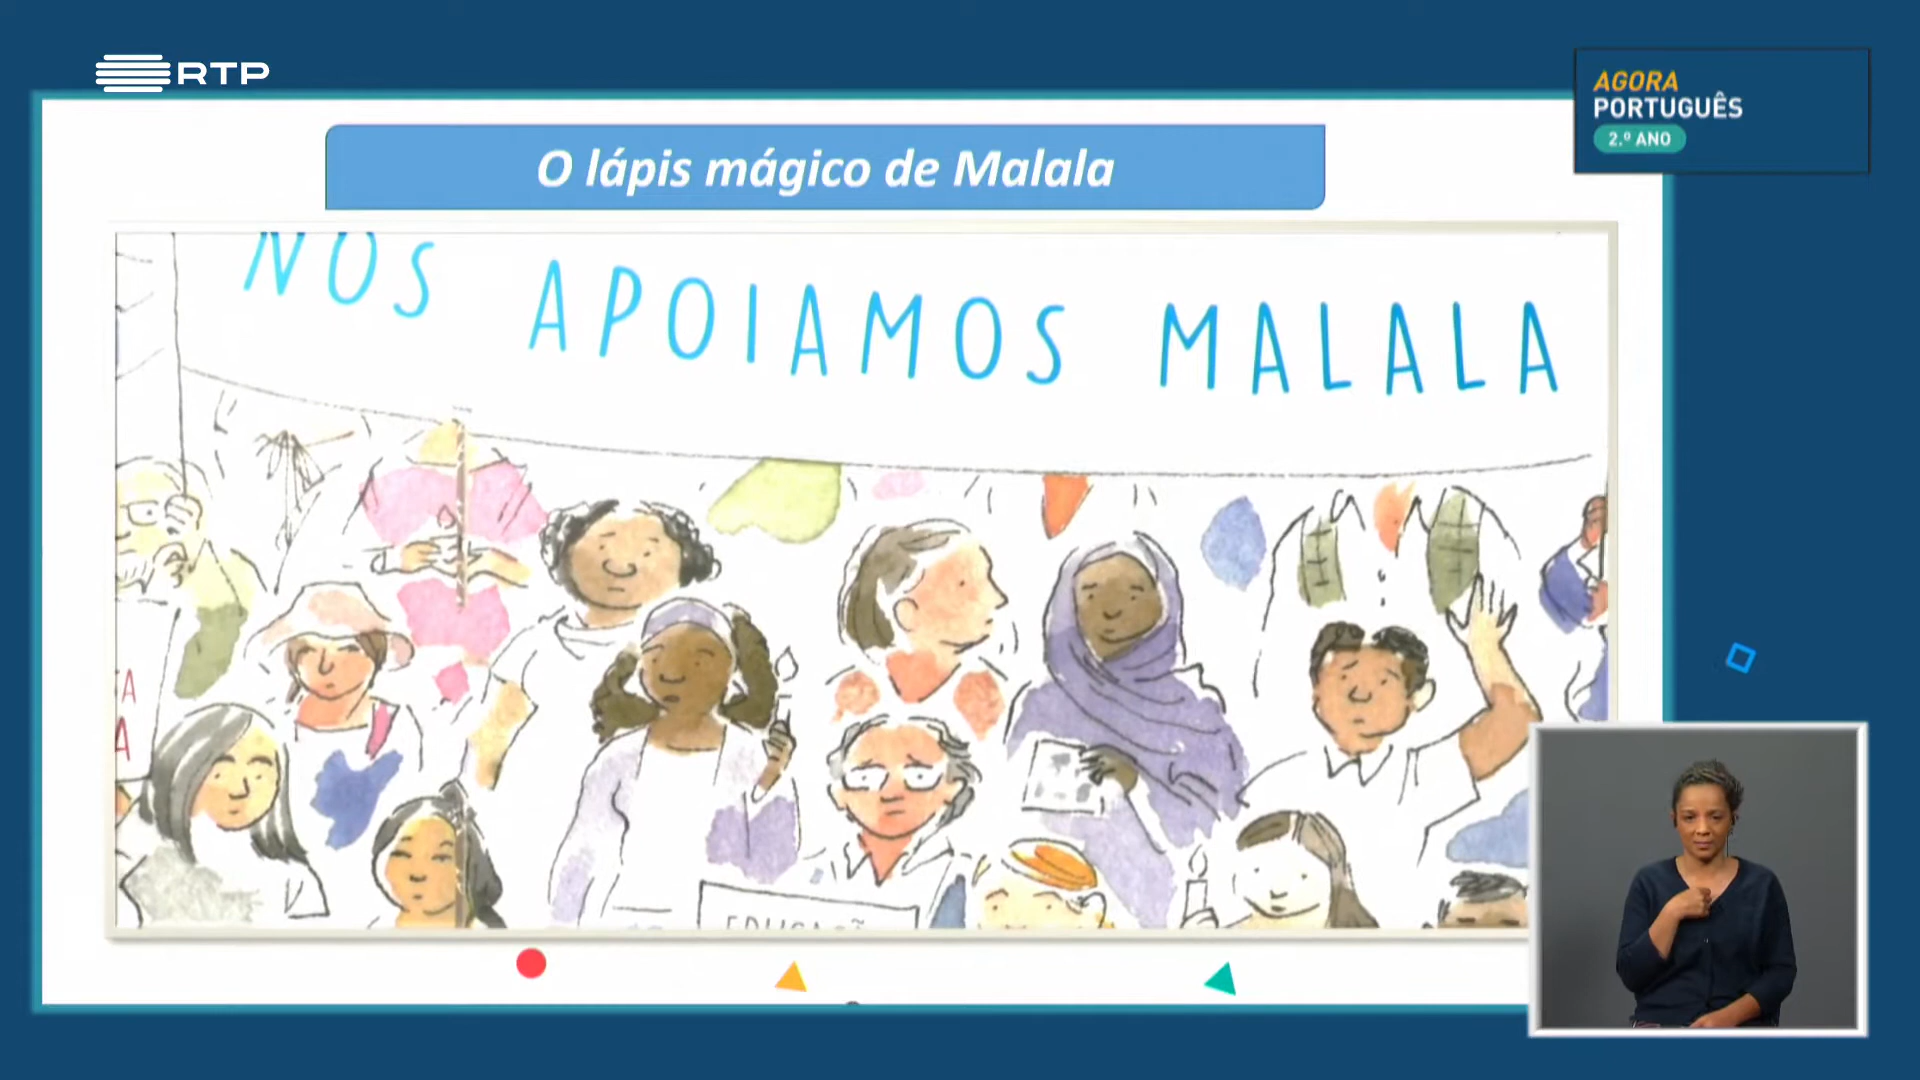 RTP
AGORA
PORTUGUÊS
2.º ANO
O lápis mágico de Malala
NÓS APOIAMOS MALALA
A
A